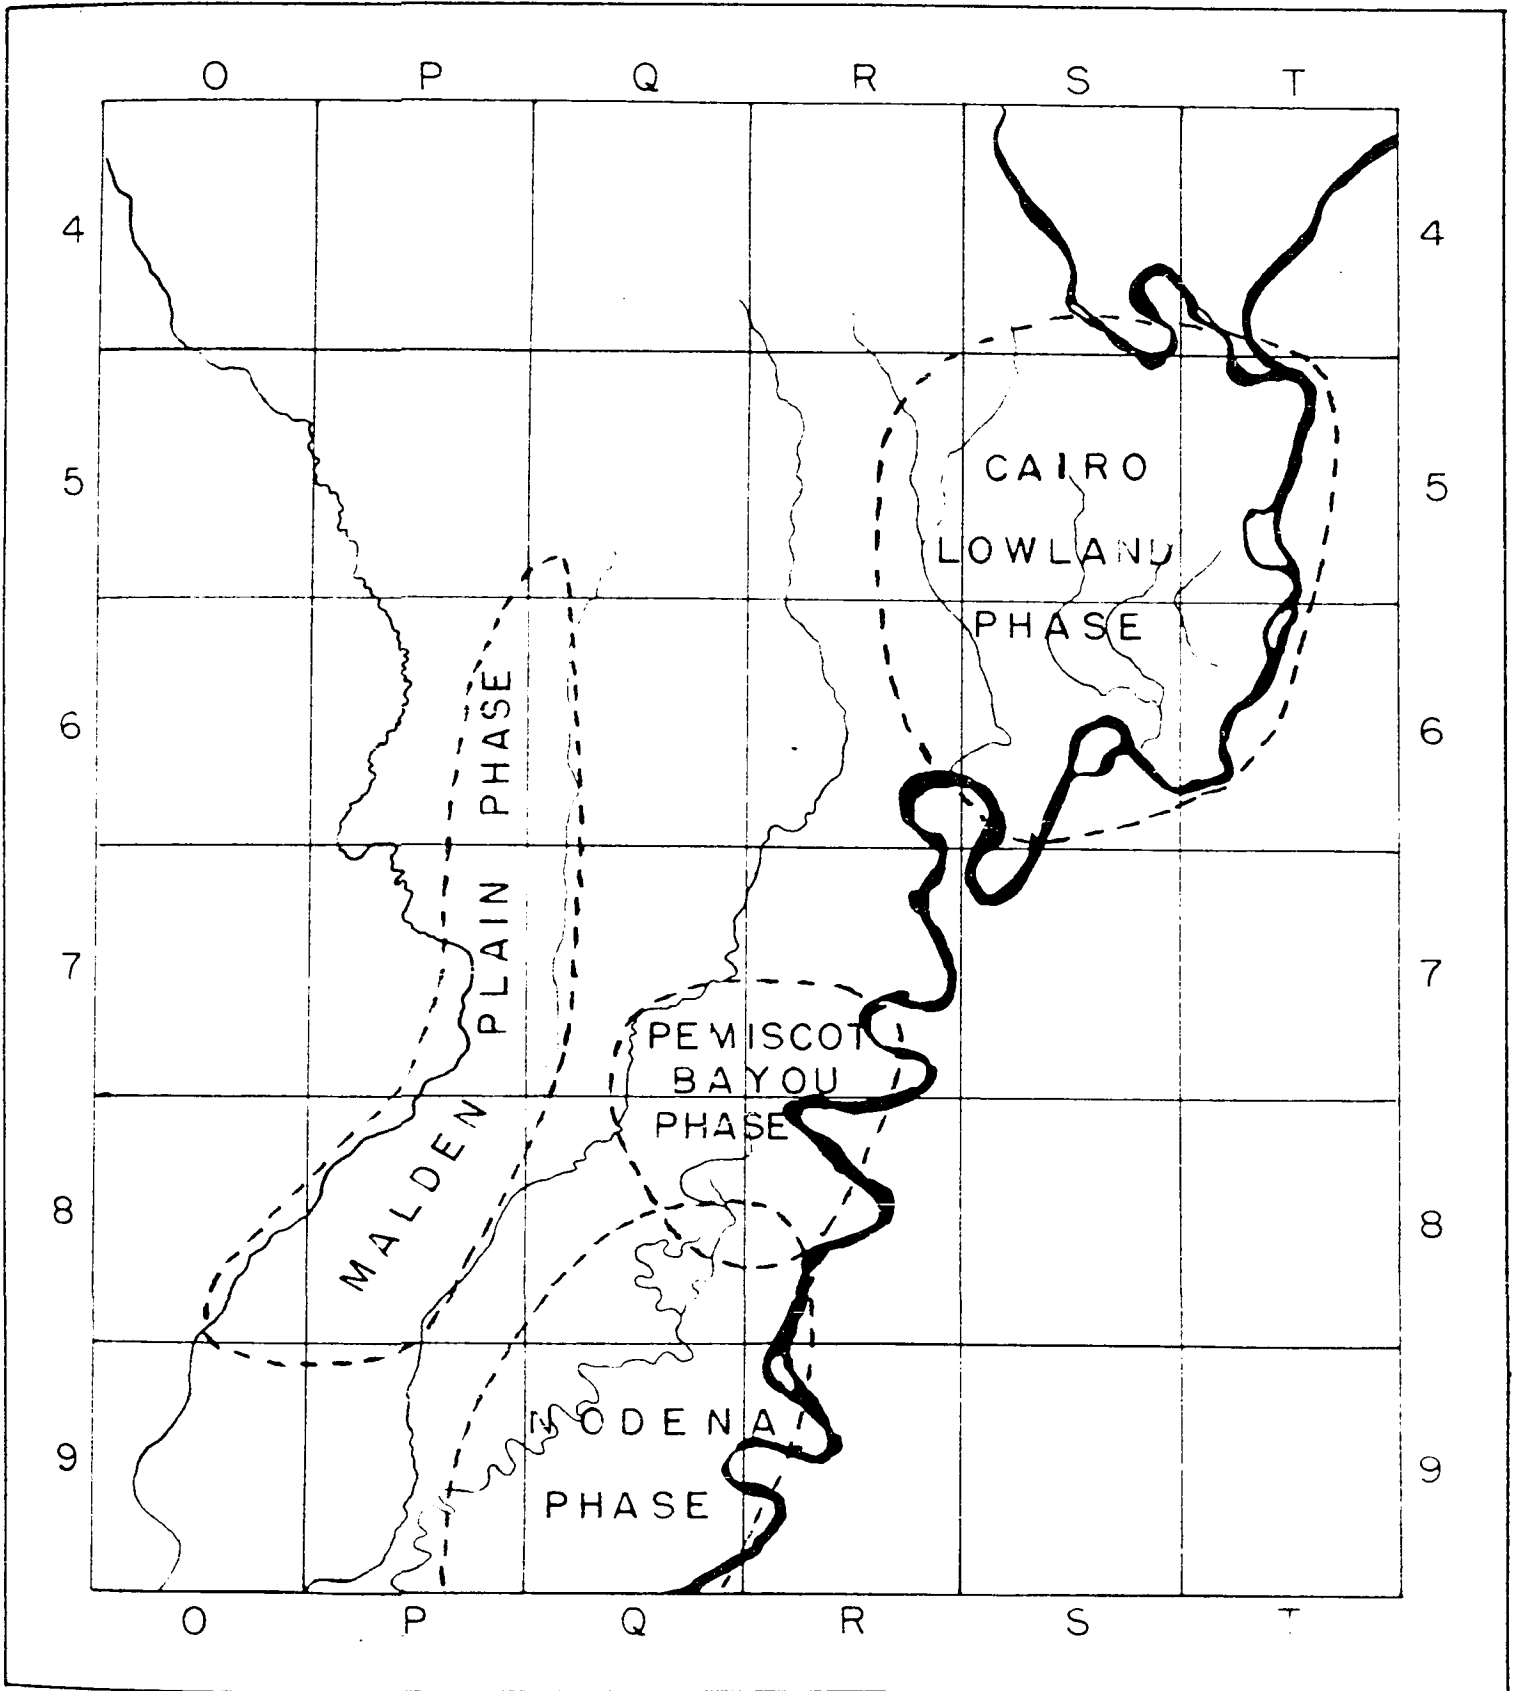 O P Q R S T
4 4
CAIRO
5 5
LOWLAND
PHASE
6 6
MALDEN PLAIN PHASE
7 7
PEMISCOT
BAYOU
PHASE
8 8
NODENA
9 9
PHASE
O P Q R S T